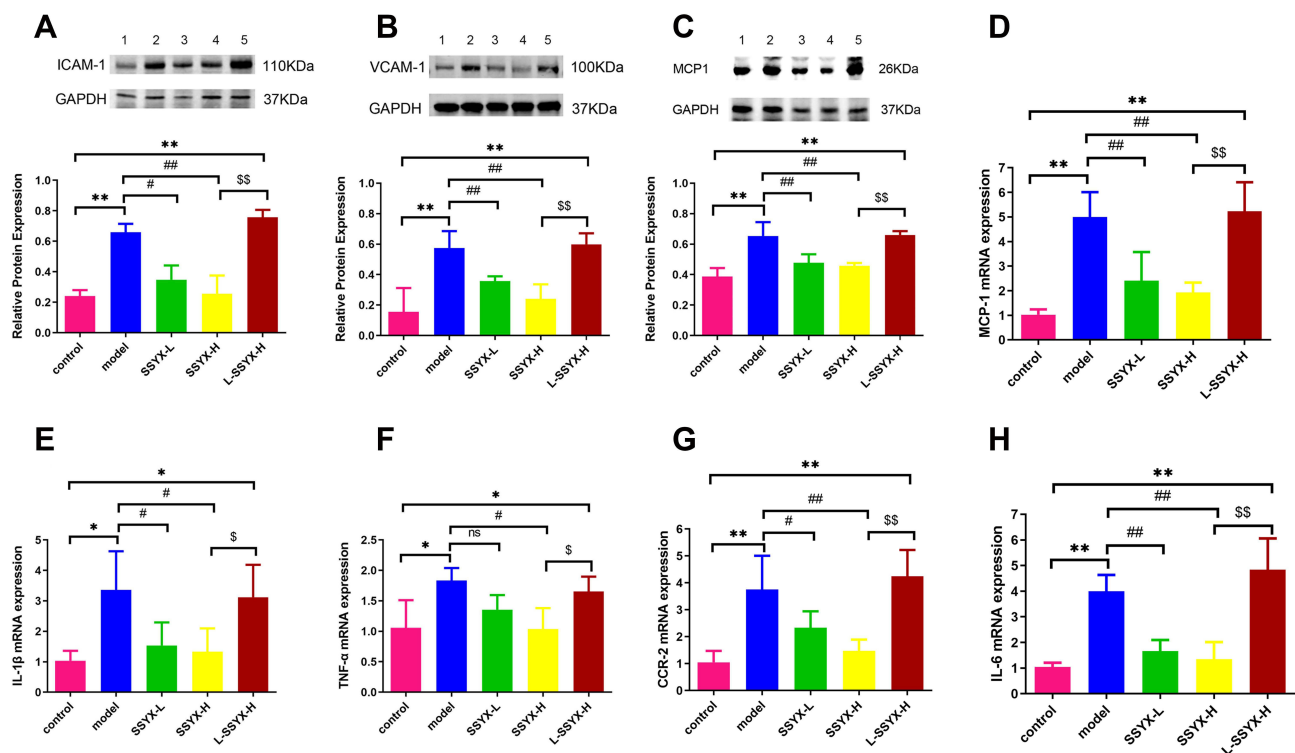 A
1 2 3 4 5
ICAM-1 110KDa
GAPDH 37KDa
**
##
#
**
$$
Relative Protein Expression
1.0
0.8
0.6
0.4
0.2
0.0
control model SSYX-L SSYX-H L-SSYX-H
B
1 2 3 4 5
VCAM-1 100KDa
GAPDH 37KDa
**
##
##
**
$$
Relative Protein Expression
1.0
0.8
0.6
0.4
0.2
0.0
control model SSYX-L SSYX-H L-SSYX-H
C
1 2 3 4 5
MCP1 26KDa
GAPDH 37KDa
**
##
##
**
$$
Relative Protein Expression
1.0
0.8
0.6
0.4
0.2
0.0
control model SSYX-L SSYX-H L-SSYX-H
D
**
##
##
**
$$
MCP-1 mRNA expression
7
6
5
4
3
2
1
0
control model SSYX-L SSYX-H L-SSYX-H
E
*
#
#
*
$
IL-1β mRNA expression
5
4
3
2
1
0
control model SSYX-L SSYX-H L-SSYX-H
F
*
#
ns
*
$
TNF-α mRNA expression
2.5
2.0
1.5
1.0
0.5
0.0
control model SSYX-L SSYX-H L-SSYX-H
G
**
##
#
**
$$
CCR-2 mRNA expression
6
5
4
3
2
1
0
control model SSYX-L SSYX-H L-SSYX-H
H
**
##
##
**
$$
IL-6 mRNA expression
7
6
5
4
3
2
1
0
control model SSYX-L SSYX-H L-SSYX-H